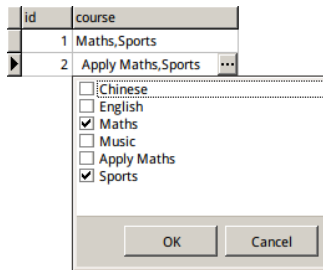 id course
1 Maths,Sports
2 Apply Maths,Sports ...
Chinese
English
Maths
Music
Apply Maths
Sports
OK Cancel